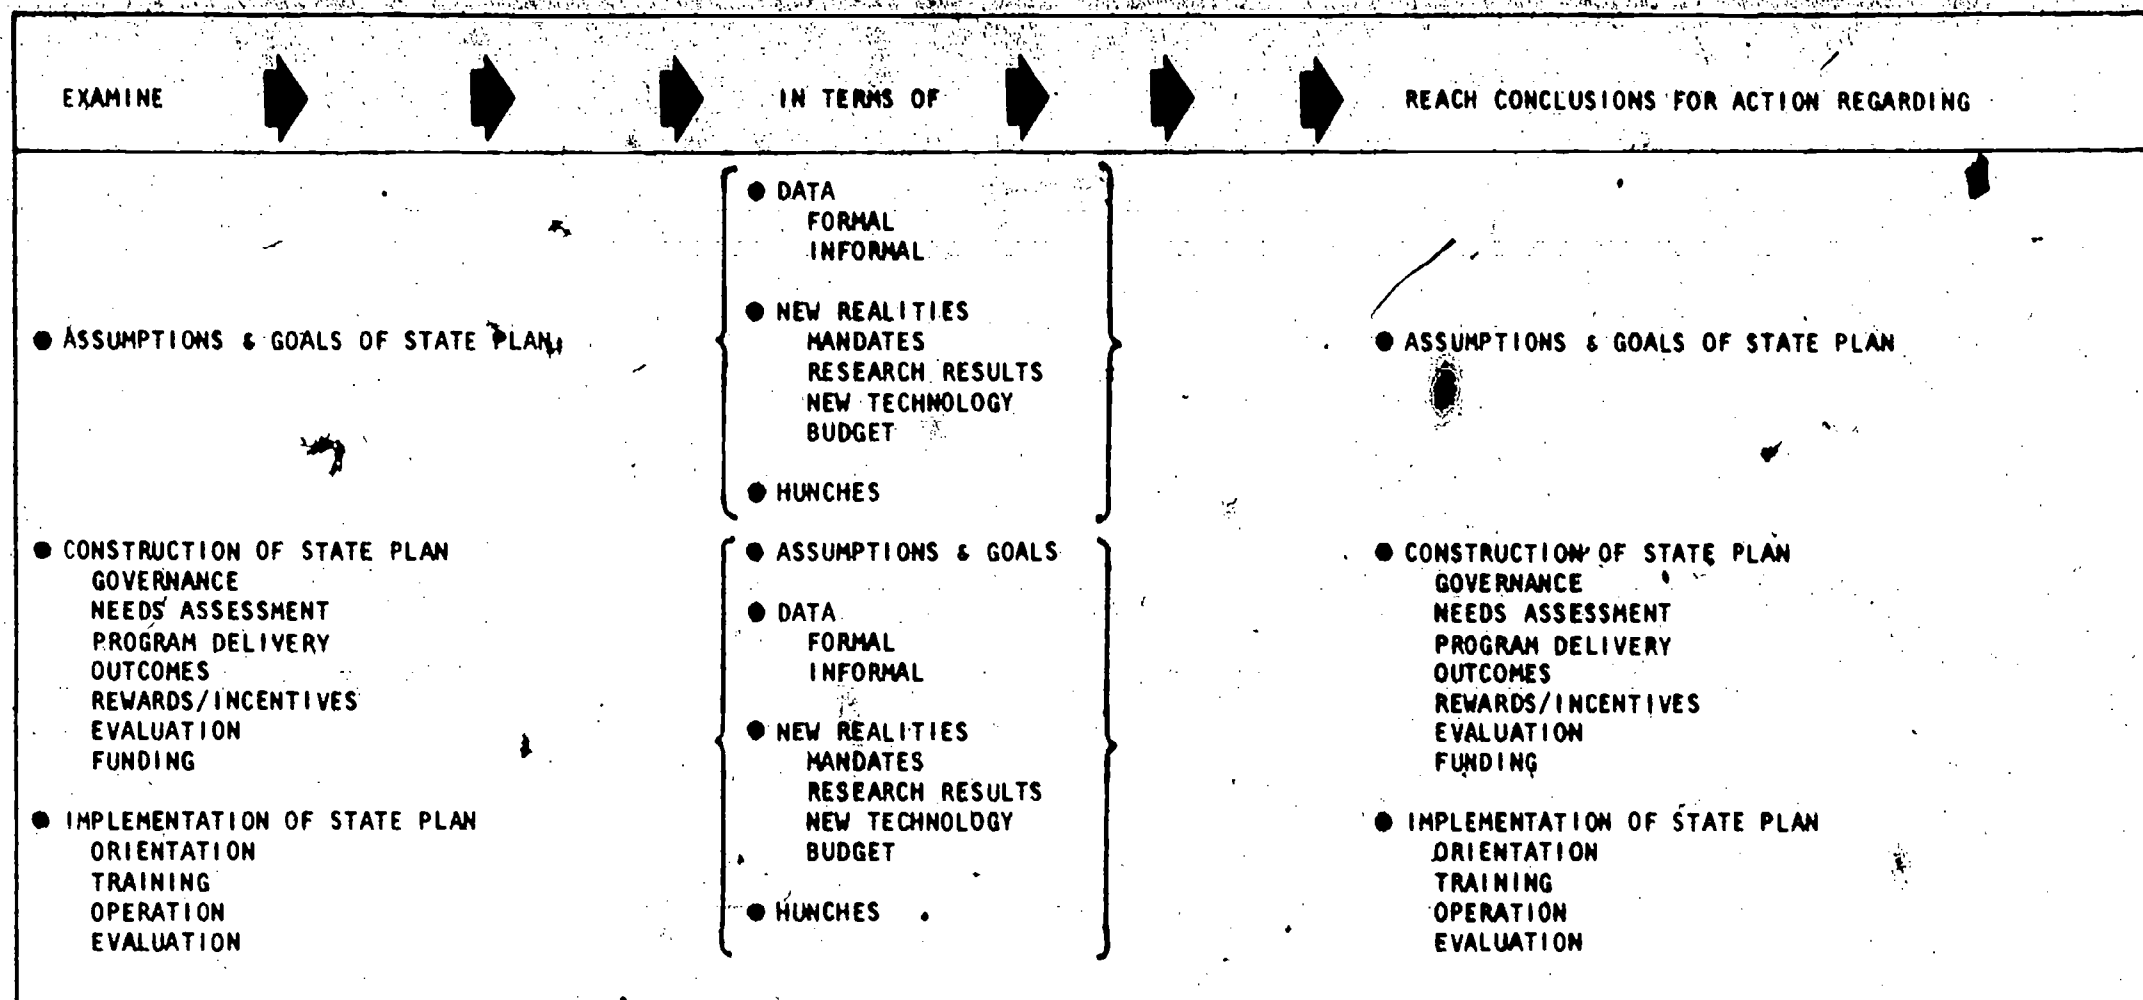 EXAMINE IN TERMS OF REACH CONCLUSIONS FOR ACTION REGARDING
● ASSUMPTIONS & GOALS OF STATE PLAN
● CONSTRUCTION OF STATE PLAN
GOVERNANCE
NEEDS ASSESSMENT
PROGRAM DELIVERY
OUTCOMES
REWARDS/INCENTIVES
EVALUATION
FUNDING
● IMPLEMENTATION OF STATE PLAN
ORIENTATION
TRAINING
OPERATION
EVALUATION
● DATA
FORMAL
INFORMAL
● NEW REALITIES
MANDATES
RESEARCH RESULTS
NEW TECHNOLOGY
BUDGET
● HUNCHES
● ASSUMPTIONS & GOALS
● DATA
FORMAL
INFORMAL
● NEW REALITIES
MANDATES
RESEARCH RESULTS
NEW TECHNOLOGY
BUDGET
● HUNCHES
● ASSUMPTIONS & GOALS OF STATE PLAN
● CONSTRUCTION OF STATE PLAN
GOVERNANCE
NEEDS ASSESSMENT
PROGRAM DELIVERY
OUTCOMES
REWARDS/INCENTIVES
EVALUATION
FUNDING
● IMPLEMENTATION OF STATE PLAN
ORIENTATION
TRAINING
OPERATION
EVALUATION